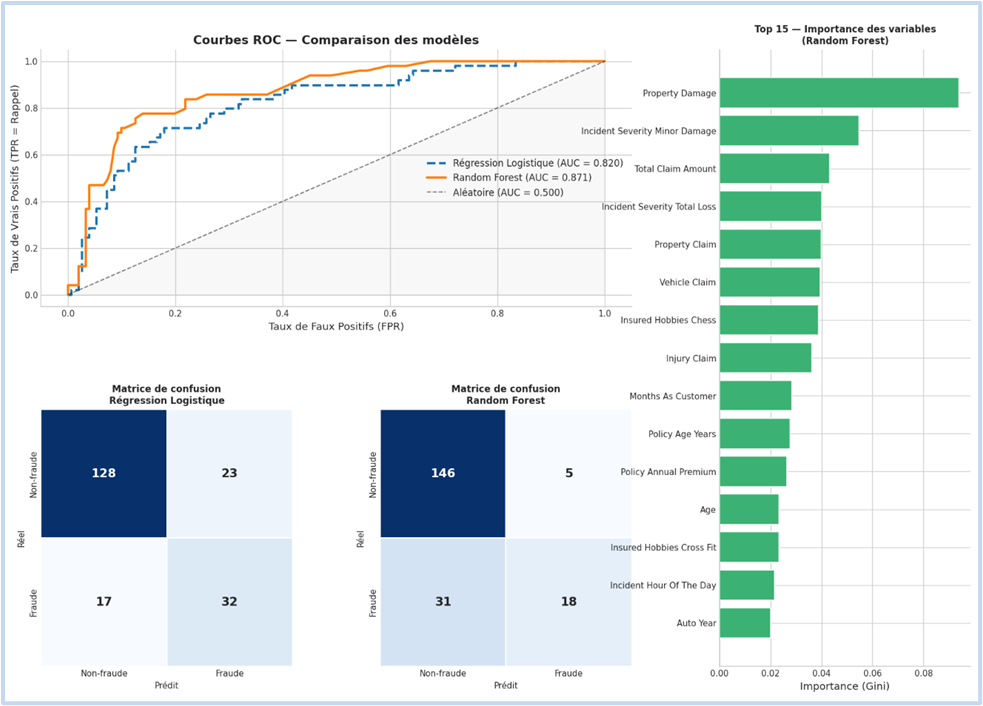 Courbes ROC — Comparaison des modèles
Taux de Vrais Positifs (TPR = Rappel)
1.0
0.8
0.6
0.4
0.2
0.0
Régression Logistique (AUC = 0.820)
Random Forest (AUC = 0.871)
Aléatoire (AUC = 0.500)
0.0 0.2 0.4 0.6 0.8 1.0
Taux de Faux Positifs (FPR)
Matrice de confusion
Régression Logistique
Réel
Non-fraude
128 23
Fraude
17 32
Non-fraude Fraude
Prédit
Matrice de confusion
Random Forest
Réel
Non-fraude
146 5
Fraude
31 18
Non-fraude Fraude
Prédit
Top 15 — Importance des variables
(Random Forest)
Property Damage
Incident Severity Minor Damage
Total Claim Amount
Incident Severity Total Loss
Property Claim
Vehicle Claim
Insured Hobbies Chess
Injury Claim
Months As Customer
Policy Age Years
Policy Annual Premium
Age
Insured Hobbies Cross Fit
Incident Hour Of The Day
Auto Year
0.00 0.02 0.04 0.06 0.08
Importance (Gini)